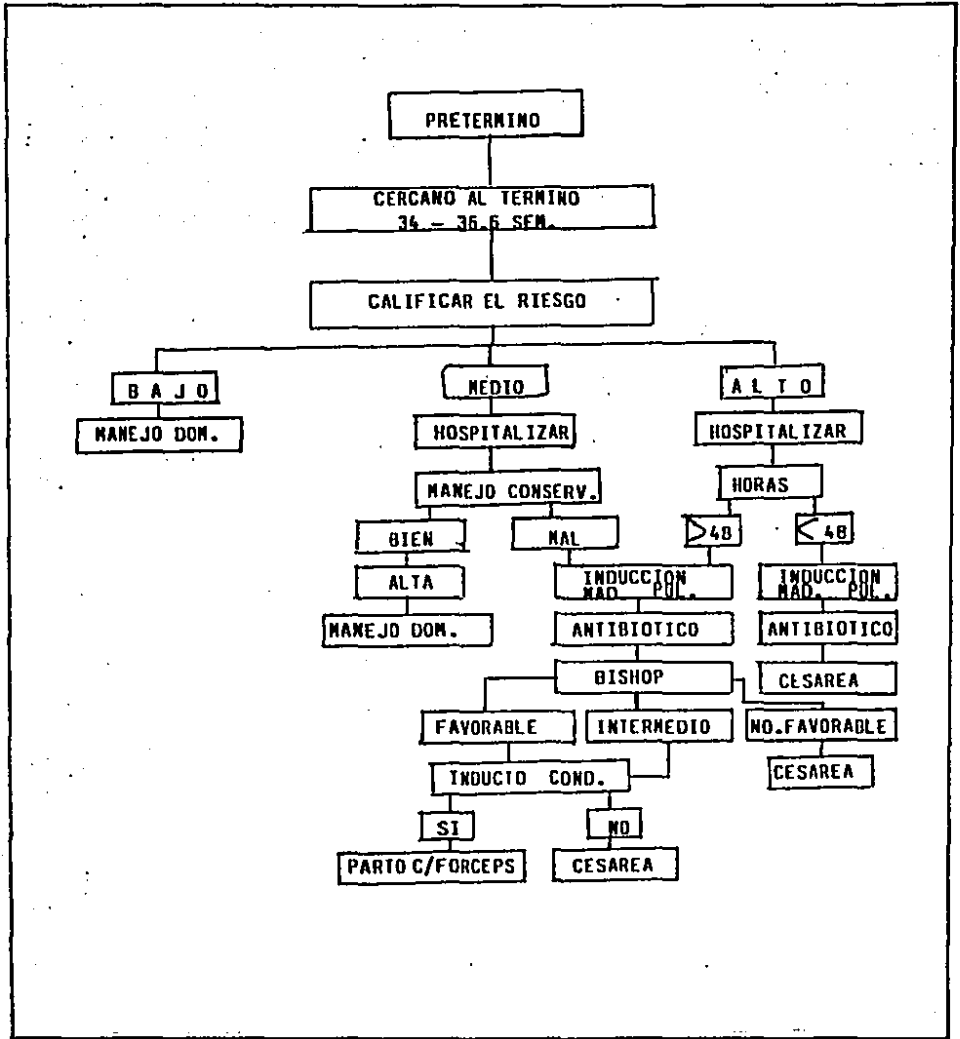 PRETERMINO
CERCANO AL TERMINO
34 - 36.6 SEM.
CALIFICAR EL RIESGO
BAJO
MEDIO
ALTO
MANEJO DOM.
HOSPITALIZAR
HOSPITALIZAR
MANEJO CONSERV.
HORAS
BIEN
MAL
>48
<48
ALTA
INDUCCION
MAD. PUL.
INDUCCION
MAD. PUL.
MANEJO DOM.
ANTIBIOTICO
ANTIBIOTICO
BISHOP
CESAREA
FAVORABLE
INTERMEDIO
NO.FAVORABLE
INDUCTO COND.
CESAREA
SI
NO
PARTO C/FORCEPS
CESAREA